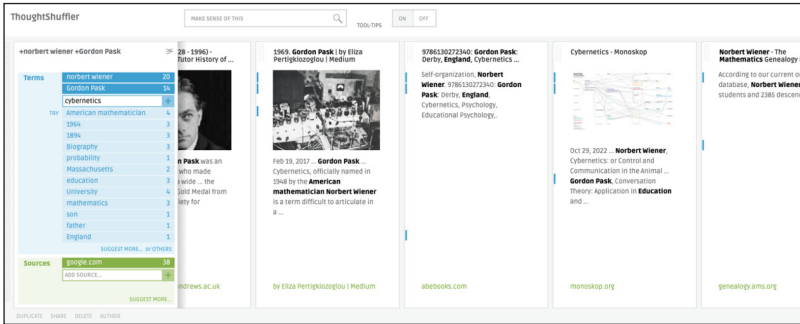 ThoughtShuffler
MAKE SENSE OF THIS
TOOL-TIPS
ON OFF
+norbert wiener +Gordon Pask
Terms
norbert wiener 20
Gordon Pask 14
cybernetics +
TRY
American mathematician 4
1964 3
1894 3
Biography 3
probability 1
Massachusetts 2
education 3
University 4
mathematics 3
son 1
father 1
England 1
SUGGEST MORE... 67 OTHERS
Sources
google.com 38
ADD SOURCE... +
SUGGEST MORE...
DUPLICATE SHARE DELETE AUTHOR
28 - 1996) -
Tutor History of ...
n Pask was an
who made
wide ... the
Gold Medal from
iety for
ndrews.ac.uk
1969. Gordon Pask | by Eliza
Pertigkiozoglou | Medium
Feb 19, 2017 ... Gordon Pask ...
Cybernetics, officially named in
1948 by the American
mathematician Norbert Wiener
is a term difficult to articulate in
a ...
by Eliza Pertigkiozoglou | Medium
9786130272340: Gordon Pask:
Derby, England, Cybernetics ...
Self-organization, Norbert
Wiener. 9786130272340: Gordon
Pask: Derby, England,
Cybernetics, Psychology,
Educational Psychology,.
abebooks.com
Cybernetics - Monoskop
Oct 29, 2022 ... Norbert Wiener,
Cybernetics: or Control and
Communication in the Animal ...
Gordon Pask, Conversation
Theory: Application in Education
and ...
monoskop.org
Norbert Wiener - The
Mathematics Genealogy
According to our current on
database, Norbert Wiener
students and 2385 descen
genealogy.ams.org